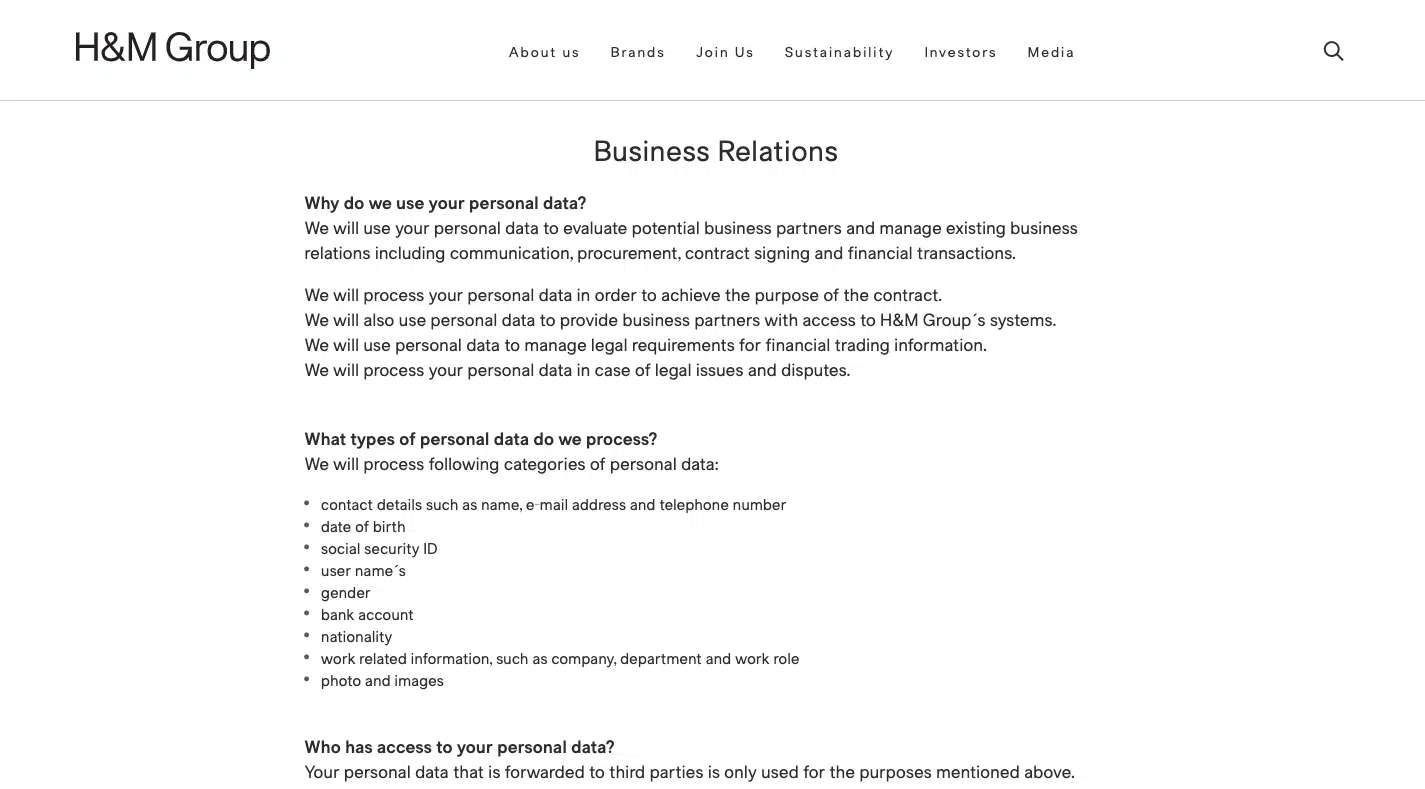 H&M Group
About us Brands Join Us Sustainability Investors Media
Business Relations
Why do we use your personal data?
We will use your personal data to evaluate potential business partners and manage existing business
relations including communication, procurement, contract signing and financial transactions.
We will process your personal data in order to achieve the purpose of the contract.
We will also use personal data to provide business partners with access to H&M Group´s systems.
We will use personal data to manage legal requirements for financial trading information.
We will process your personal data in case of legal issues and disputes.
What types of personal data do we process?
We will process following categories of personal data:
• contact details such as name, e-mail address and telephone number
• date of birth
• social security ID
• user name´s
• gender
• bank account
• nationality
• work related information, such as company, department and work role
• photo and images
Who has access to your personal data?
Your personal data that is forwarded to third parties is only used for the purposes mentioned above.